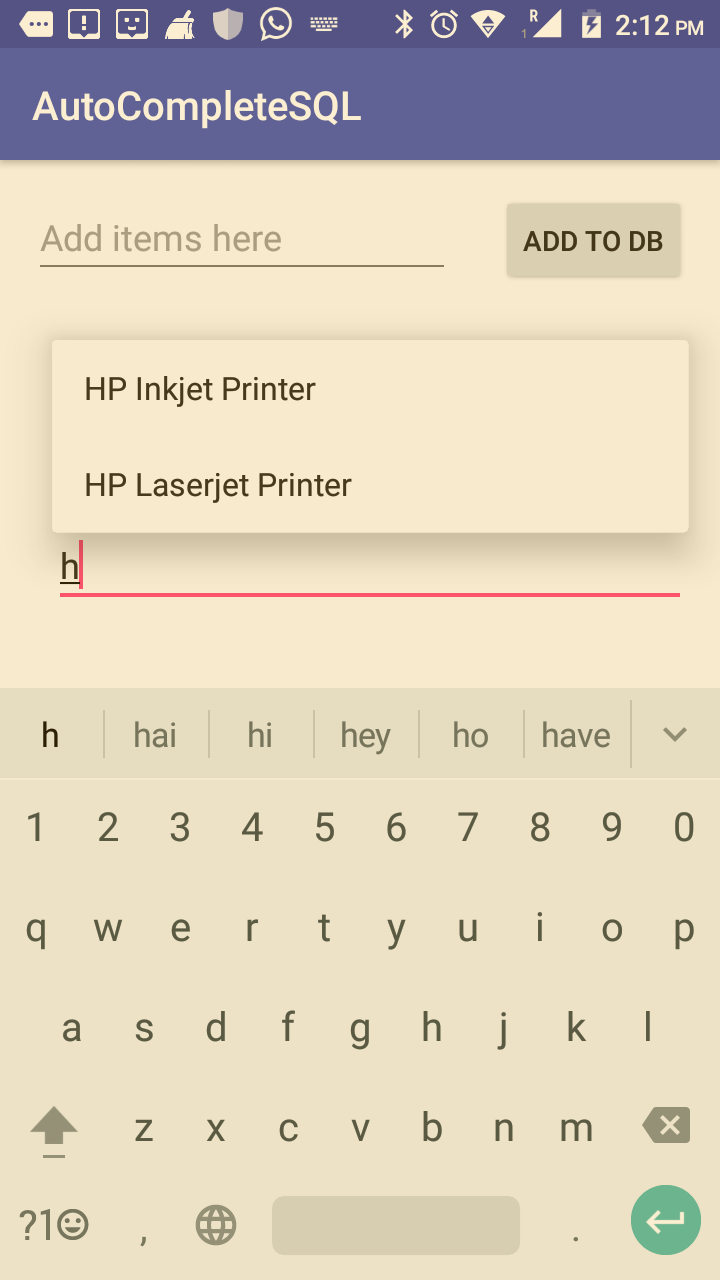 R
1
2:12 PM
AutoCompleteSQL
Add items here
ADD TO DB
HP Inkjet Printer
HP Laserjet Printer
h
h hai hi hey ho have
1 2 3 4 5 6 7 8 9 0
q w e r t y u i o p
a s d f g h j k l
z x c v b n m
?1 , .